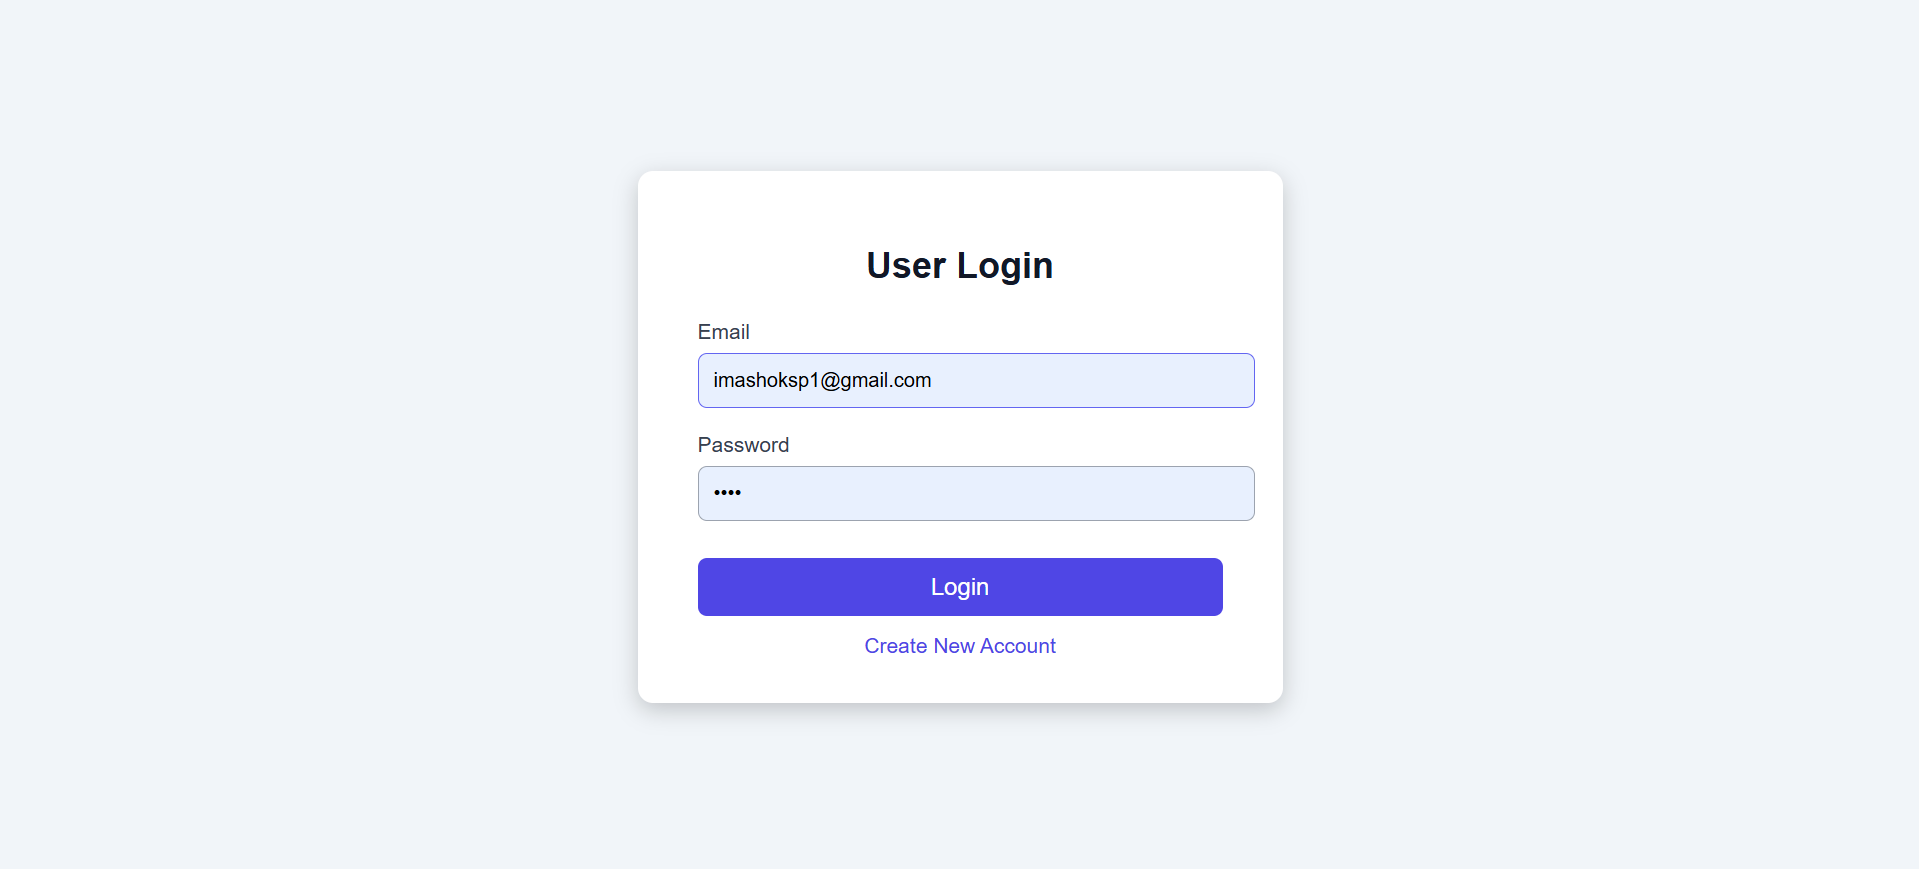 User Login
Email
imashoksp1@gmail.com
Password
••••
Login
Create New Account